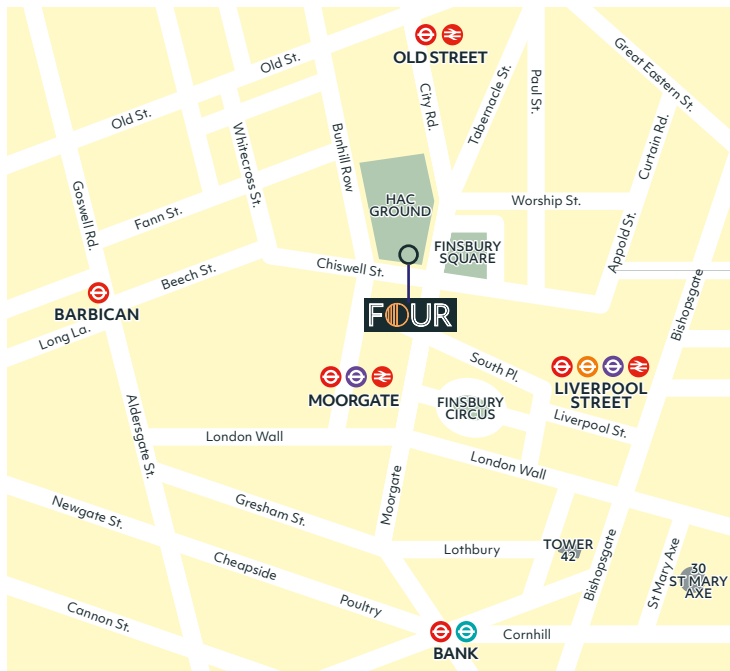 OLD STREET
Old St.
Old St.
City Rd.
Tabernacle St.
Paul St.
Great Eastern St.
Whitecross St.
Bunhill Row
Curtain Rd.
Goswell Rd.
Fann St.
HAC
GROUND
Worship St.
Appold St.
FINSBURY
SQUARE
Beech St.
Chiswell St.
Bishopsgate
BARBICAN
Long La.
FOUR
South Pl.
MOORGATE
FINSBURY
CIRCUS
LIVERPOOL
STREET
Liverpool St.
Aldersgate St.
London Wall
London Wall
Moorgate
Newgate St.
Gresham St.
Lothbury
TOWER
42
Bishopsgate
St Mary Axe
30
ST MARY
AXE
Cheapside
Poultry
Cannon St.
Cornhill
BANK